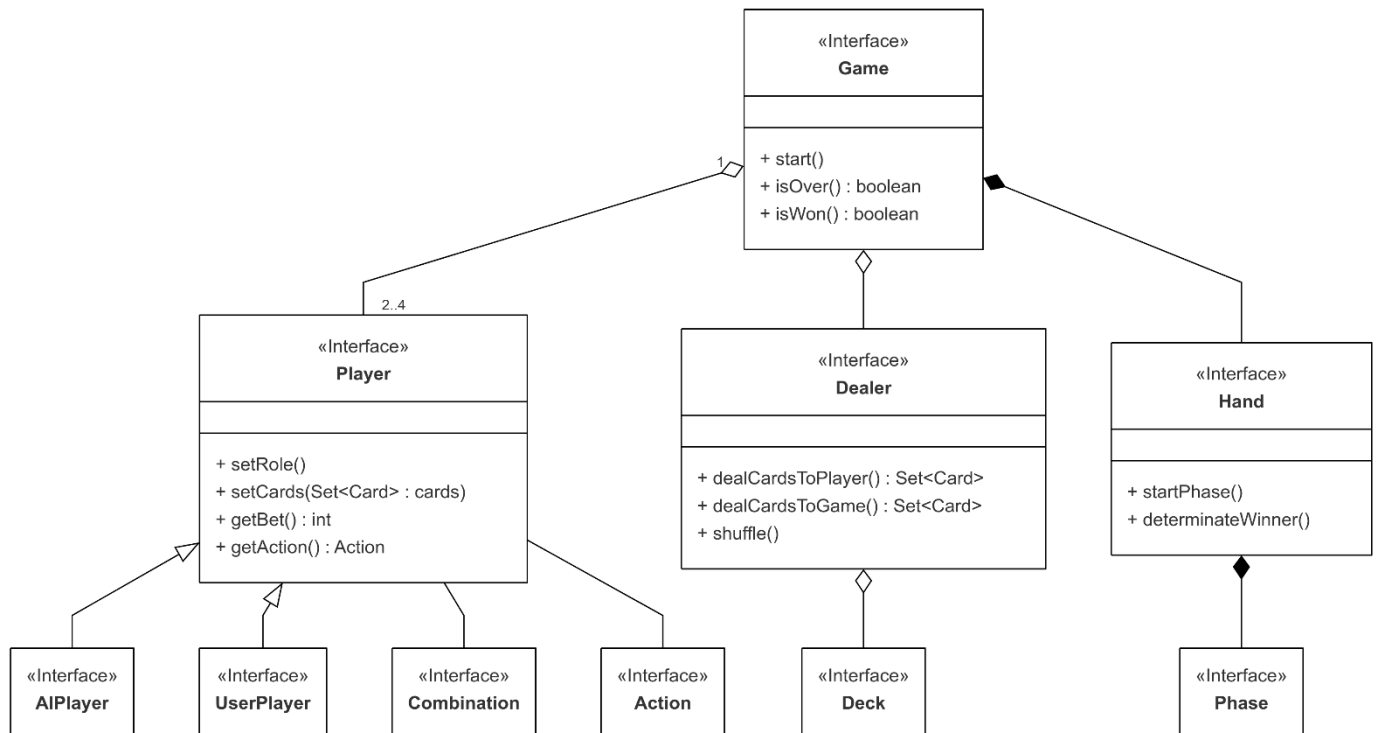 «Interface»
Game
+ start()
+ isOver() : boolean
+ isWon() : boolean
1
2..4
«Interface»
Player
+ setRole()
+ setCards(Set<Card> : cards)
+ getBet() : int
+ getAction() : Action
«Interface»
Dealer
+ dealCardsToPlayer() : Set<Card>
+ dealCardsToGame() : Set<Card>
+ shuffle()
«Interface»
Hand
+ startPhase()
+ determinateWinner()
«Interface»
AIPlayer
«Interface»
UserPlayer
«Interface»
Combination
«Interface»
Action
«Interface»
Deck
«Interface»
Phase